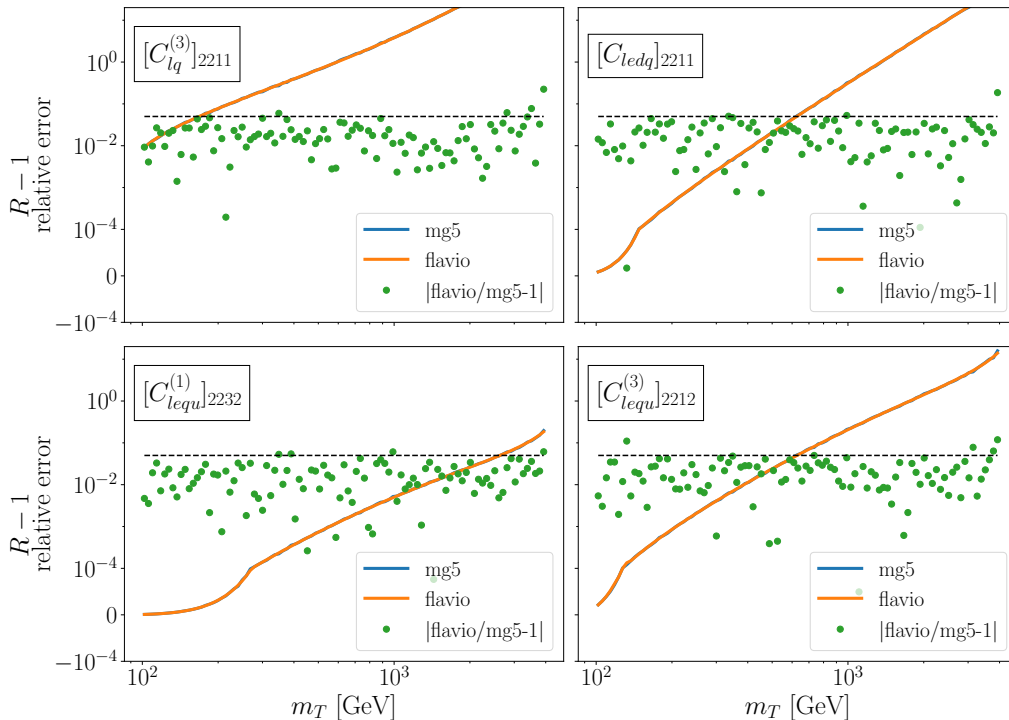 [C_{lq}^{(3)}]_{2211}
10^0
10^{-2}
10^{-4}
0
−10^{-4}
R − 1
relative error
mg5
flavio
|flavio/mg5-1|
[C_{ledq}]_{2211}
mg5
flavio
|flavio/mg5-1|
[C_{lequ}^{(1)}]_{2232}
10^0
10^{-2}
10^{-4}
0
−10^{-4}
R − 1
relative error
mg5
flavio
|flavio/mg5-1|
10^2
10^3
m_T [GeV]
[C_{lequ}^{(3)}]_{2212}
mg5
flavio
|flavio/mg5-1|
10^2
10^3
m_T [GeV]